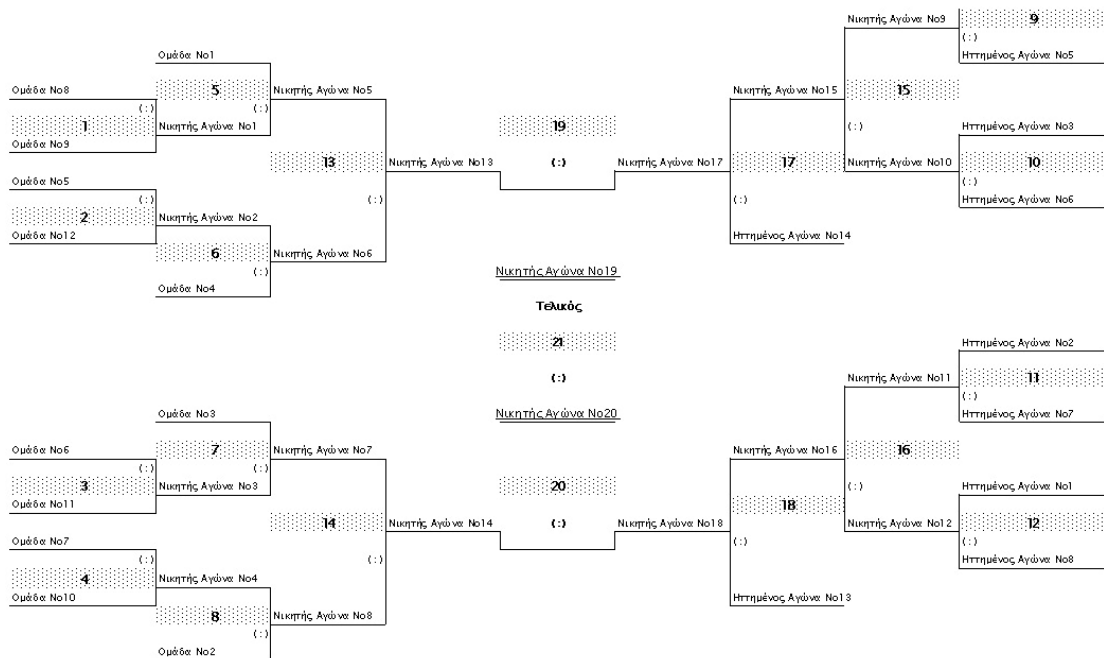 Νικητής Αγώνα Νο9
9
( : )
Ηττημένος Αγώνα Νο5
Ομάδα Νο1
Ομάδα Νο8
5
Νικητής Αγώνα Νο5
Νικητής Αγώνα Νο15
15
( : )
( : )
1
Νικητής Αγώνα Νο1
19
( : )
Ηττημένος Αγώνα Νο3
Ομάδα Νο9
13
Νικητής Αγώνα Νο13
( : )
Νικητής Αγώνα Νο17
17
Νικητής Αγώνα Νο10
10
( : )
Ομάδα Νο5
( : )
( : )
( : )
Ηττημένος Αγώνα Νο6
2
Νικητής Αγώνα Νο2
Ομάδα Νο12
6
Νικητής Αγώνα Νο6
Ηττημένος Αγώνα Νο14
( : )
Νικητής Αγώνα Νο19
Ομάδα Νο4
Τελικός
21
Ηττημένος Αγώνα Νο2
( : )
Νικητής Αγώνα Νο11
11
( : )
Ομάδα Νο3
Νικητής Αγώνα Νο20
Ηττημένος Αγώνα Νο7
Ομάδα Νο6
7
Νικητής Αγώνα Νο7
Νικητής Αγώνα Νο16
16
( : )
( : )
3
Νικητής Αγώνα Νο3
20
( : )
Ηττημένος Αγώνα Νο1
Ομάδα Νο11
14
Νικητής Αγώνα Νο14
( : )
Νικητής Αγώνα Νο18
18
Νικητής Αγώνα Νο12
12
Ομάδα Νο7
( : )
( : )
( : )
( : )
Ηττημένος Αγώνα Νο8
4
Νικητής Αγώνα Νο4
Ομάδα Νο10
8
Νικητής Αγώνα Νο8
Ηττημένος Αγώνα Νο13
( : )
Ομάδα Νο2